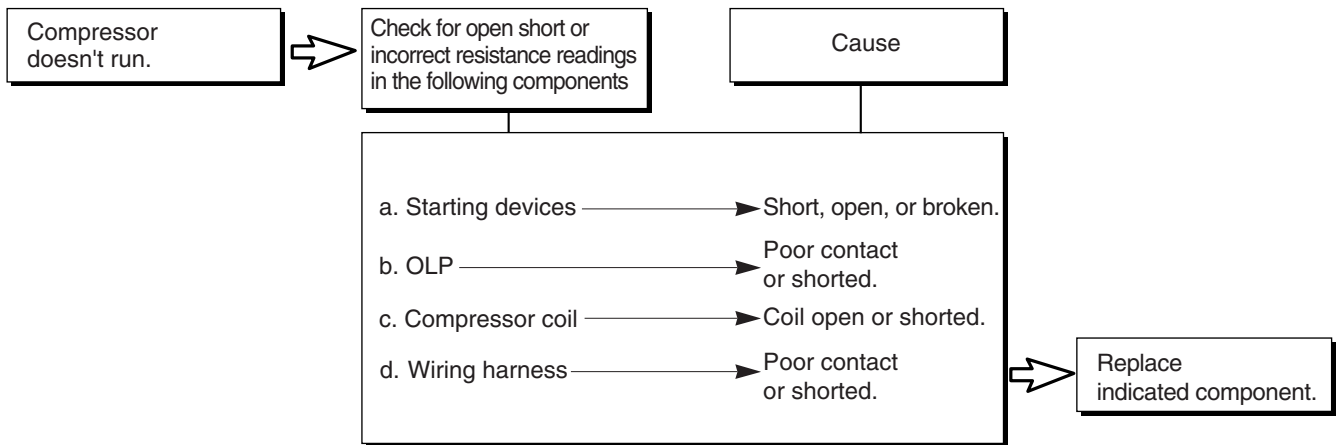 Compressor
doesn't run.
Check for open short or
incorrect resistance readings
in the following components
Cause
a. Starting devices
Short, open, or broken.
b. OLP
Poor contact
or shorted.
c. Compressor coil
Coil open or shorted.
d. Wiring harness
Poor contact
or shorted.
Replace
indicated component.